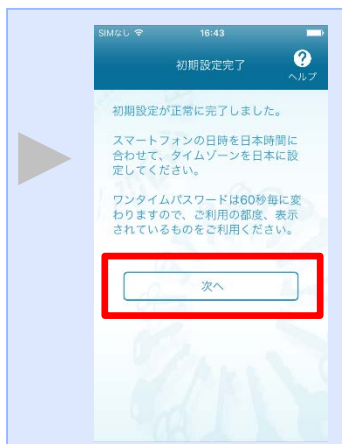 SIMなし 16:43
初期設定完了
?
ヘルプ
初期設定が正常に完了しました。
スマートフォンの日時を日本時間に
合わせて、タイムゾーンを日本に設
定してください。
ワンタイムパスワードは60秒毎に変
わりますので、ご利用の都度、表示
されているものをご利用ください。
次へ